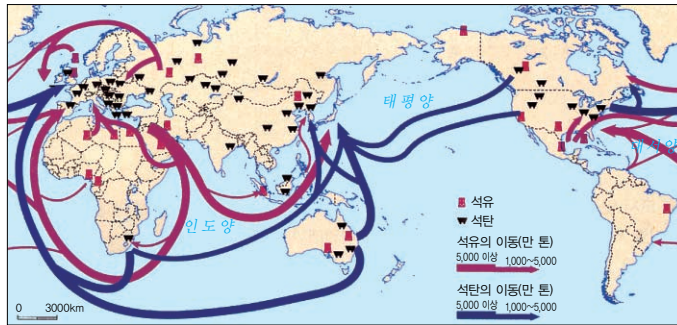 태평양
대서양
인도양
석유
석탄
석유의 이동(만 톤)
5,000 이상 1,000~5,000
석탄의 이동(만 톤)
5,000 이상 1,000~5,000
0 3000km